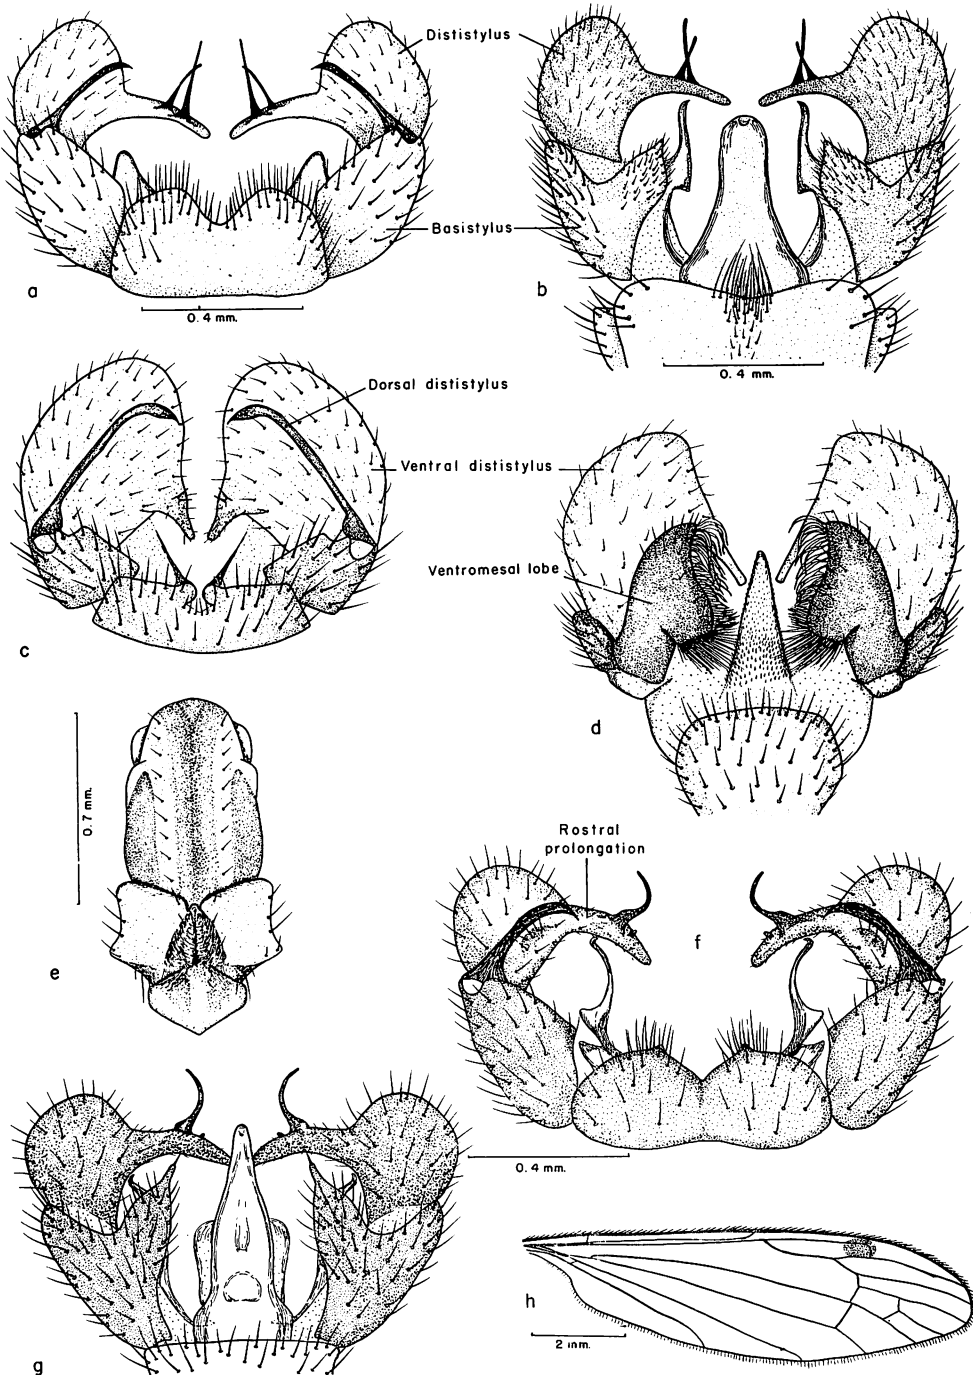 Dististylus
Basistylus
a
0.4 mm.
b
0.4 mm.
Dorsal dististylus
Ventral dististylus
Ventromesal lobe
c
d
0.7 mm.
e
Rostral
prolongation
f
0.4 mm.
g
h
2 mm.